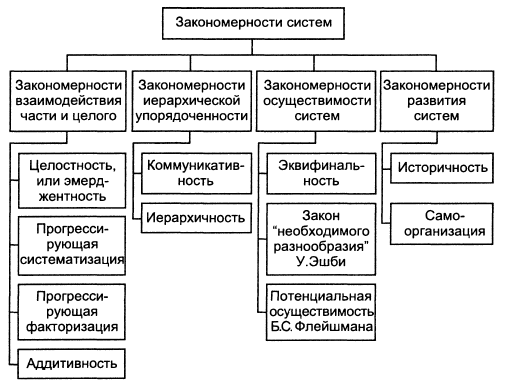 Закономерности систем
Закономерности
взаимодействия
части и целого
Закономерности
иерархической
упорядоченности
Закономерности
осуществимости
систем
Закономерности
развития
систем
Целостность,
или эмерд-
жентность
Прогресси-
рующая
систематизация
Прогресси-
рующая
факторизация
Аддитивность
Коммуникатив-
ность
Иерархичность
Эквифиналь-
ность
Закон
“необходимого
разнообразия”
У.Эшби
Потенциальная
осуществимость
Б.С. Флейшмана
Историчность
Само-
организация